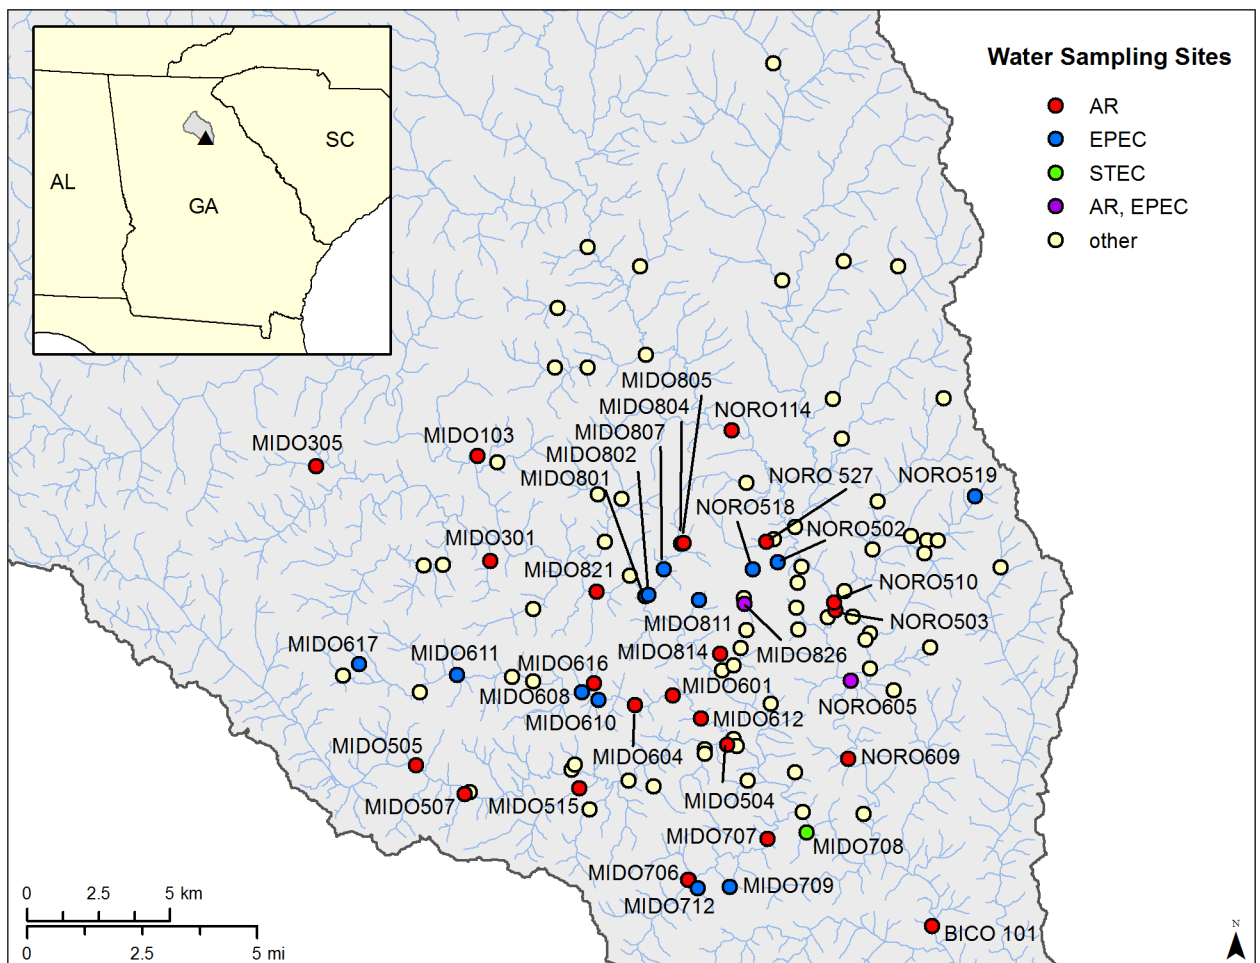 Water Sampling Sites
AR
EPEC
STEC
AR, EPEC
other
AL
GA
SC
MIDO805
MIDO804
NORO114
MIDO807
MIDO802
MIDO801
MIDO305
MIDO103
NORO 527
NORO519
NORO518
NORO502
MIDO301
MIDO821
NORO510
NORO503
MIDO811
MIDO826
MIDO814
MIDO617
MIDO611
MIDO616
MIDO608
MIDO610
MIDO601
MIDO612
NORO605
MIDO604
MIDO505
NORO609
MIDO507
MIDO515
MIDO504
MIDO707
MIDO708
MIDO706
MIDO709
MIDO712
BICO 101
0 2.5 5 km
0 2.5 5 mi
N